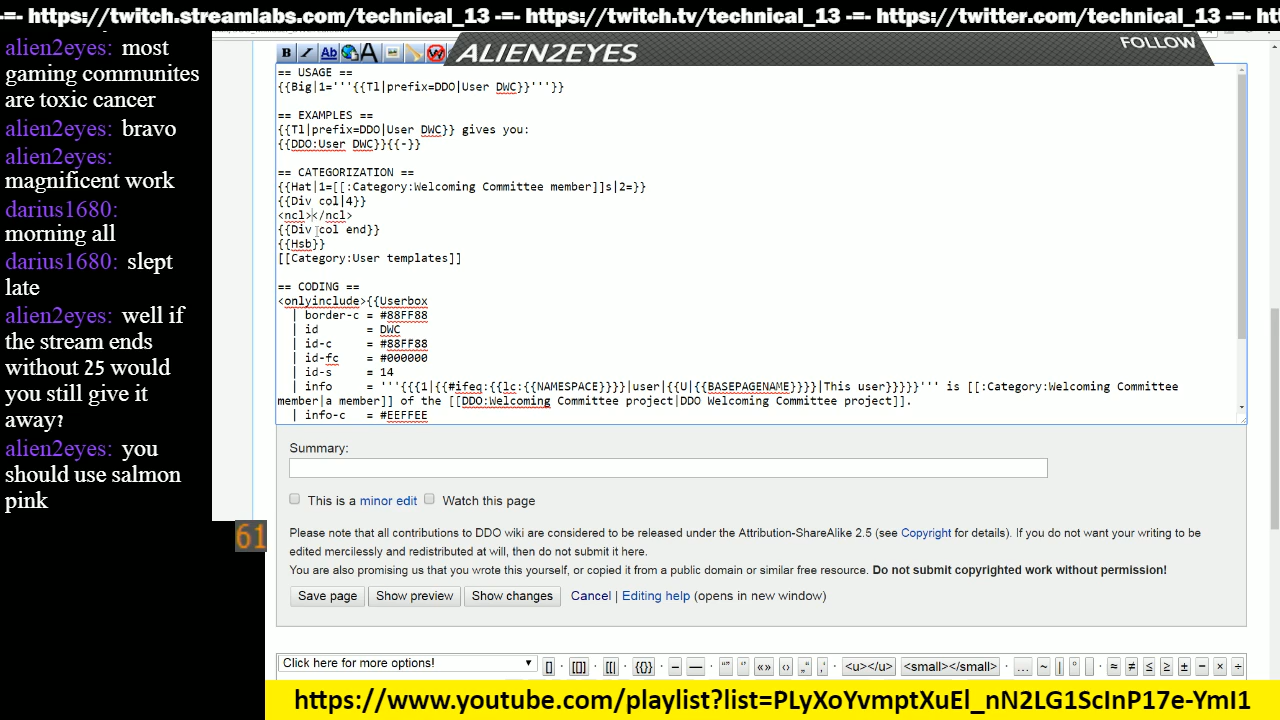 -=- https://twitch.streamlabs.com/technical_13 -=- https://twitch.tv/technical_13 -=- https://twitter.com/technical_13 -=- ht
alien2eyes: most
gaming communites
are toxic cancer
alien2eyes: bravo
alien2eyes:
magnificent work
darius1680:
morning all
darius1680: slept
late
alien2eyes: well if
the stream ends
without 25 would
you still give it
away?
alien2eyes: you
should use salmon
pink
61
B I Ab A W
ALIEN2EYES
FOLLOW
== USAGE ==
{{Big|1='''{{Tl|prefix=DDO|User DWC}}'''}}
== EXAMPLES ==
{{Tl|prefix=DDO|User DWC}} gives you:
{{DDO:User DWC}}{{-}}
== CATEGORIZATION ==
{{Hat|1=[[:Category:Welcoming Committee member]]s|2=}}
{{Div col|4}}
<ncl></ncl>
{{Div col end}}
{{Hsb}}
[[Category:User templates]]
== CODING ==
<onlyinclude>{{Userbox
| border-c = #88FF88
| id = DWC
| id-c = #88FF88
| id-fc = #000000
| id-s = 14
| info = '''{{{1|{{#ifeq:{{lc:{{NAMESPACE}}}}|user|{{U|{{BASEPAGENAME}}}}|This user}}}}}''' is [[:Category:Welcoming Committee
member|a member]] of the [[DDO:Welcoming Committee project|DDO Welcoming Committee project]].
| info-c = #EEFFEE
Summary:
This is a minor edit Watch this page
Please note that all contributions to DDO wiki are considered to be released under the Attribution-ShareAlike 2.5 (see Copyright for details). If you do not want your writing to be
edited mercilessly and redistributed at will, then do not submit it here.
You are also promising us that you wrote this yourself, or copied it from a public domain or similar free resource. Do not submit copyrighted work without permission!
Save page Show preview Show changes Cancel | Editing help (opens in new window)
Click here for more options! [] · [[]] · [[| · {{}} · – — · “” ‘’ «» ‹› „“ ‚‘ · <u></u> <small></small> · … ~ | ° · ≈ ≠ ≤ ≥ ± − × ÷
https://www.youtube.com/playlist?list=PLyXoYvmptXuEl_nN2LG1ScInP17e-YmI1